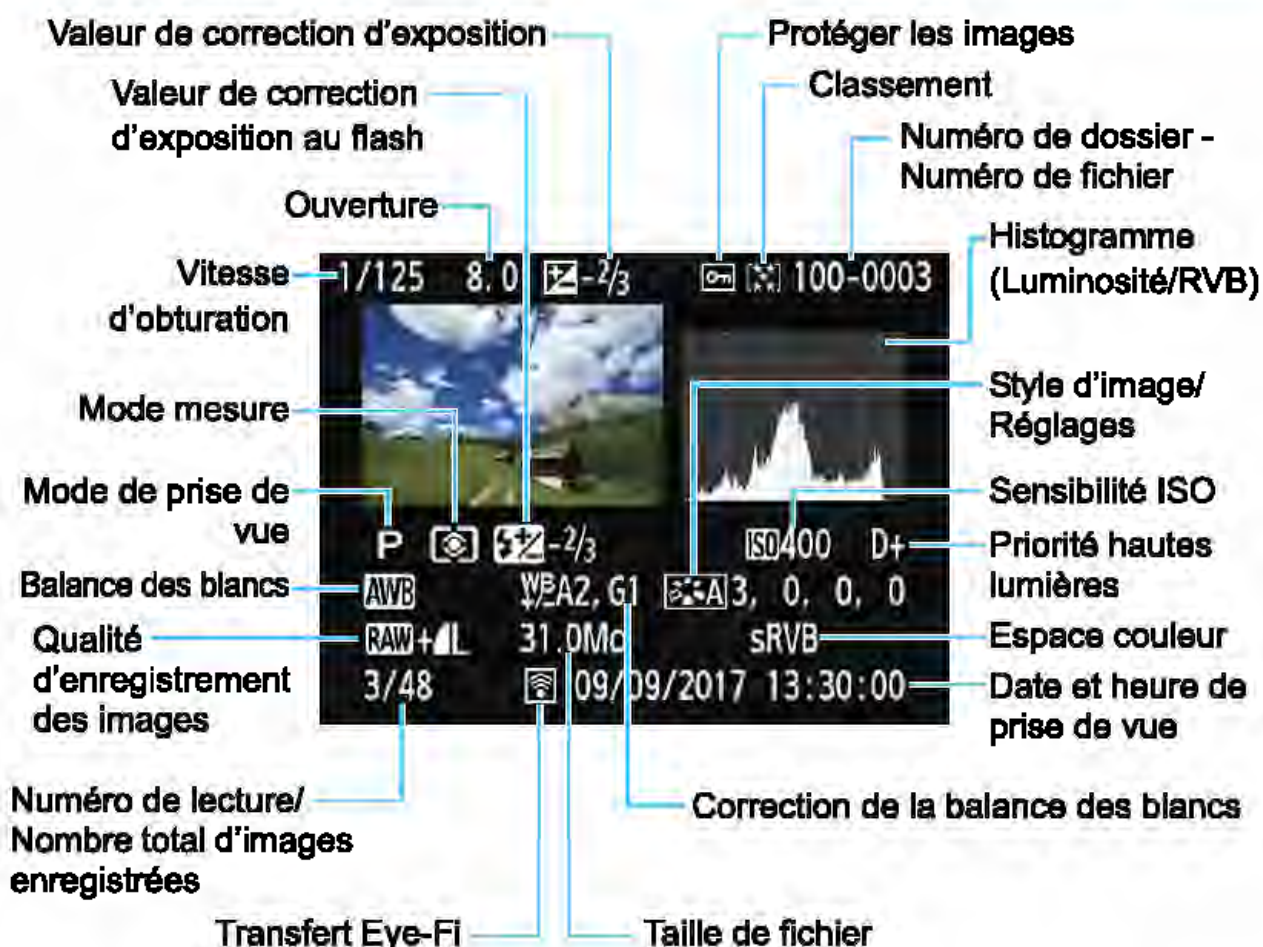 Valeur de correction d'exposition
Protéger les images
Valeur de correction
d'exposition au flash
Classement
Numéro de dossier -
Numéro de fichier
Ouverture
Histogramme
(Luminosité/RVB)
Vitesse
d'obturation
1/125 8.0 -2/3 100-0003
Mode mesure
Style d'image/
Réglages
Mode de prise de
vue
Sensibilité ISO
P -2/3 ISO400 D+
Priorité hautes
lumières
Balance des blancs
AWB WB+/-A2, G1 A3, 0, 0, 0
Qualité
d'enregistrement
des images
RAW+L 31.0Mo sRVB
Espace couleur
3/48 09/09/2017 13:30:00
Date et heure de
prise de vue
Numéro de lecture/
Nombre total d'images
enregistrées
Correction de la balance des blancs
Transfert Eye-Fi
Taille de fichier